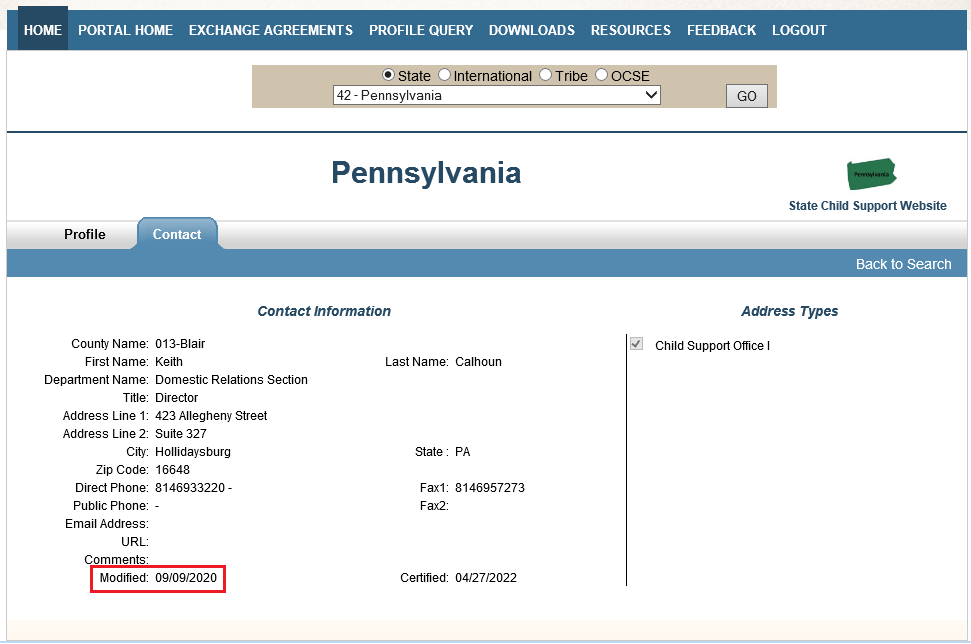 HOME PORTAL HOME EXCHANGE AGREEMENTS PROFILE QUERY DOWNLOADS RESOURCES FEEDBACK LOGOUT
State International Tribe OCSE
42 - Pennsylvania GO
Pennsylvania
Pennsylvania
State Child Support Website
Profile Contact
Back to Search
Contact Information Address Types
County Name: 013-Blair Child Support Office I
First Name: Keith Last Name: Calhoun
Department Name: Domestic Relations Section
Title: Director
Address Line 1: 423 Allegheny Street
Address Line 2: Suite 327
City: Hollidaysburg State : PA
Zip Code: 16648
Direct Phone: 8146933220 - Fax1: 8146957273
Public Phone: - Fax2:
Email Address:
URL:
Comments:
Modified: 09/09/2020 Certified: 04/27/2022